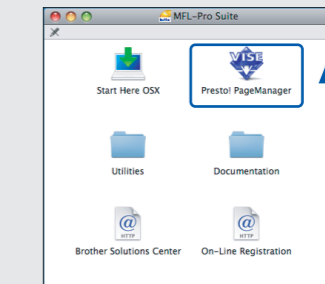 MFL-Pro Suite
VISE
Start Here OSX
Presto! PageManager
Utilities
Documentation
@
HTTP
@
HTTP
Brother Solutions Center
On-Line Registration